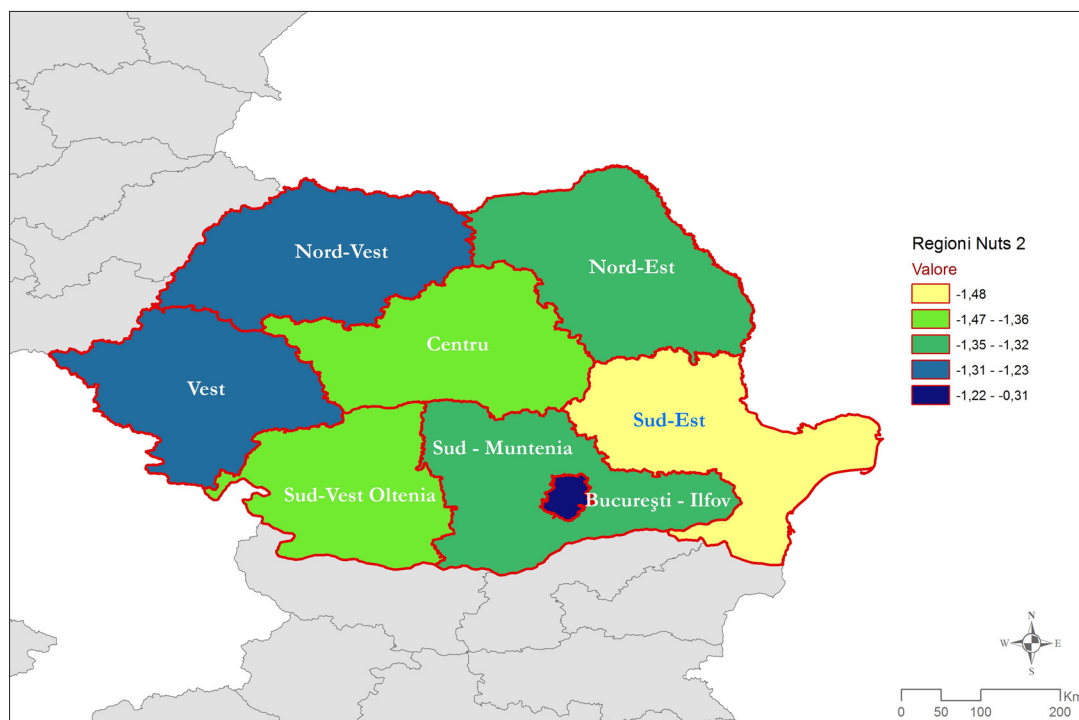 Nord-Vest
Nord-Est
Centru
Vest
Sud-Est
Sud - Muntenia
Sud-Vest Oltenia
Bucureşti - Ilfov
Regioni Nuts 2
Valore
-1,48
-1,47 - -1,36
-1,35 - -1,32
-1,31 - -1,23
-1,22 - -0,31
N
W E
S
Km
0 50 100 200